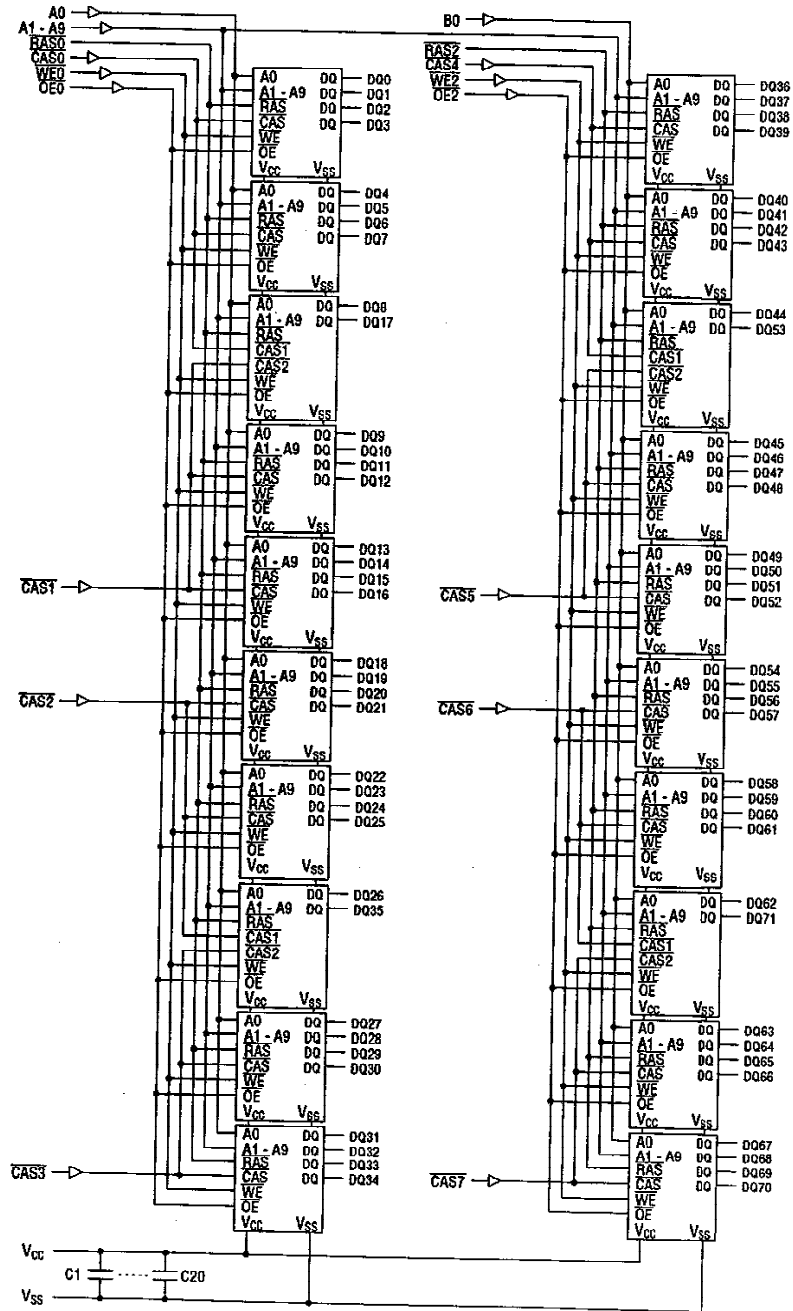 A0
A1 - A9
RAS0
CAS0
WE0
OE0
A0 DQ DQ0
A1 - A9 DQ DQ1
RAS DQ DQ2
CAS DQ DQ3
WE
OE
VCC VSS
A0 DQ DQ4
A1 - A9 DQ DQ5
RAS DQ DQ6
CAS DQ DQ7
WE
OE
VCC VSS
A0 DQ DQ8
A1 - A9 DQ DQ17
RAS
CAS1
CAS2
WE
OE
VCC VSS
A0 DQ DQ9
A1 - A9 DQ DQ10
RAS DQ DQ11
CAS DQ DQ12
WE
OE
VCC VSS
CAS1
A0 DQ DQ13
A1 - A9 DQ DQ14
RAS DQ DQ15
CAS DQ DQ16
WE
OE
VCC VSS
CAS2
A0 DQ DQ18
A1 - A9 DQ DQ19
RAS DQ DQ20
CAS DQ DQ21
WE
OE
VCC VSS
A0 DQ DQ22
A1 - A9 DQ DQ23
RAS DQ DQ24
CAS DQ DQ25
WE
OE
VCC VSS
A0 DQ DQ26
A1 - A9 DQ DQ35
RAS
CAS1
CAS2
WE
OE
VCC VSS
A0 DQ DQ27
A1 - A9 DQ DQ28
RAS DQ DQ29
CAS DQ DQ30
WE
OE
VCC VSS
CAS3
A0 DQ DQ31
A1 - A9 DQ DQ32
RAS DQ DQ33
CAS DQ DQ34
WE
OE
VCC VSS
B0
RAS2
CAS4
WE2
OE2
A0 DQ DQ36
A1 - A9 DQ DQ37
RAS DQ DQ38
CAS DQ DQ39
WE
OE
VCC VSS
A0 DQ DQ40
A1 - A9 DQ DQ41
RAS DQ DQ42
CAS DQ DQ43
WE
OE
VCC VSS
A0 DQ DQ44
A1 - A9 DQ DQ53
RAS
CAS1
CAS2
WE
OE
VCC VSS
A0 DQ DQ45
A1 - A9 DQ DQ46
RAS DQ DQ47
CAS DQ DQ48
WE
OE
VCC VSS
CAS5
A0 DQ DQ49
A1 - A9 DQ DQ50
RAS DQ DQ51
CAS DQ DQ52
WE
OE
VCC VSS
CAS6
A0 DQ DQ54
A1 - A9 DQ DQ55
RAS DQ DQ56
CAS DQ DQ57
WE
OE
VCC VSS
A0 DQ DQ58
A1 - A9 DQ DQ59
RAS DQ DQ60
CAS DQ DQ61
WE
OE
VCC VSS
A0 DQ DQ62
A1 - A9 DQ DQ71
RAS
CAS1
CAS2
WE
OE
VCC VSS
A0 DQ DQ63
A1 - A9 DQ DQ64
RAS DQ DQ65
CAS DQ DQ66
WE
OE
VCC VSS
CAS7
A0 DQ DQ67
A1 - A9 DQ DQ68
RAS DQ DQ69
CAS DQ DQ70
WE
OE
VCC VSS
VCC
C1 ..... C20
VSS